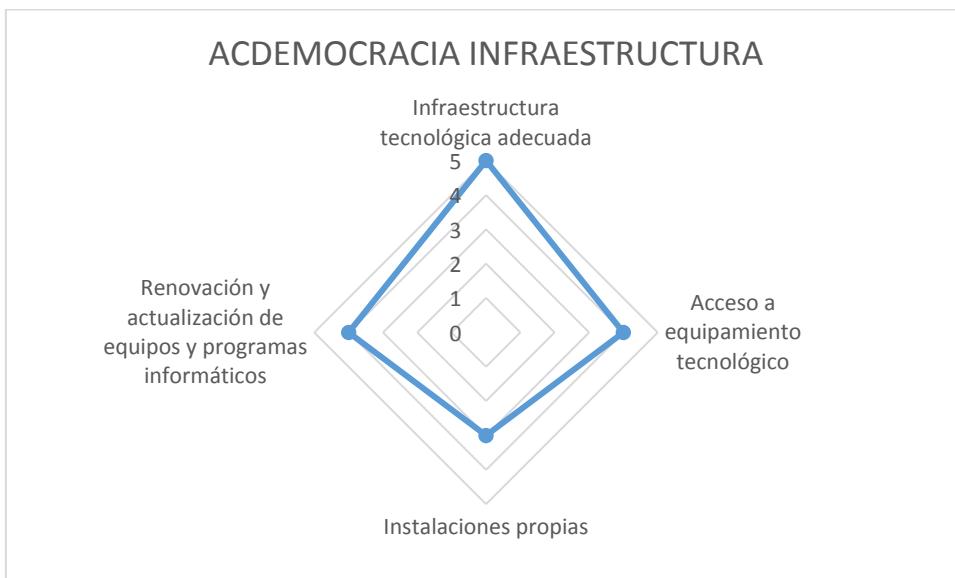 ACDEMOCRACIA INFRAESTRUCTURA
Infraestructura
tecnológica adecuada
5
4
3
2
1
0
Acceso a
equipamiento
tecnológico
Instalaciones propias
Renovación y
actualización de
equipos y programas
informáticos